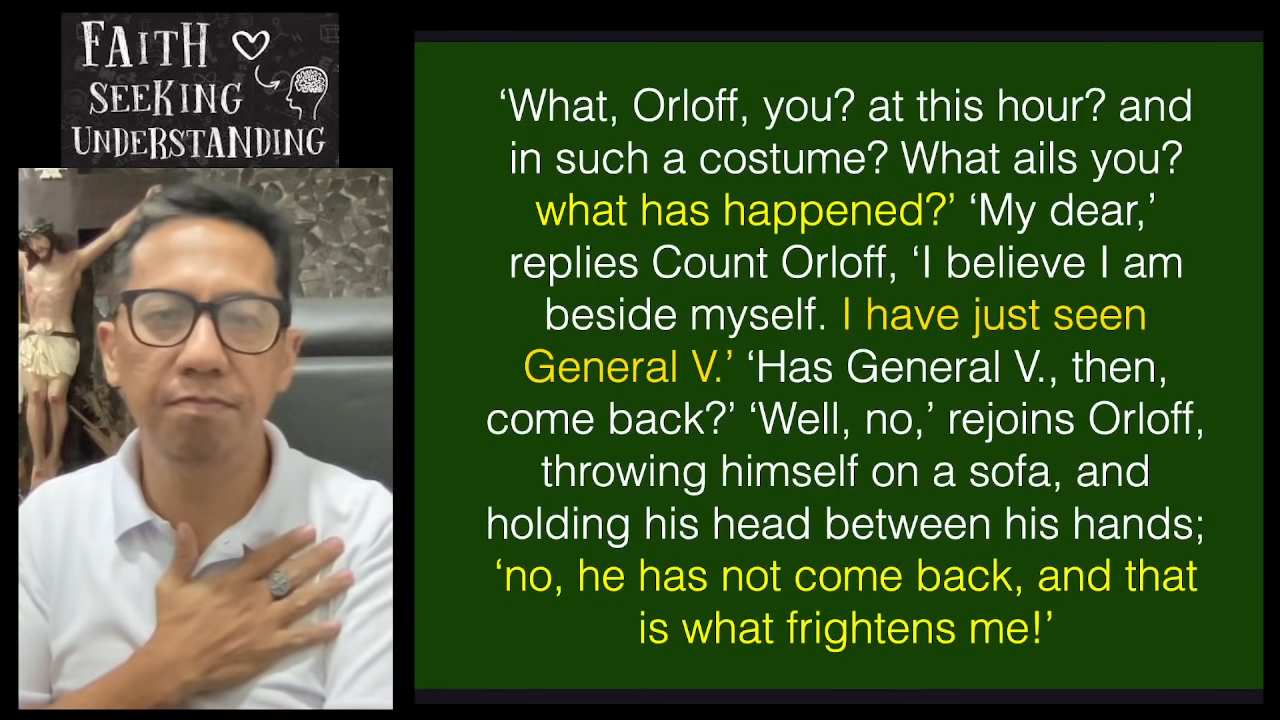 FAITH
SEEKING
UNDERSTANDING
‘What, Orloff, you? at this hour? and
in such a costume? What ails you?
what has happened?’ ‘My dear,’
replies Count Orloff, ‘I believe I am
beside myself. I have just seen
General V.’ ‘Has General V., then,
come back?’ ‘Well, no,’ rejoins Orloff,
throwing himself on a sofa, and
holding his head between his hands;
‘no, he has not come back, and that
is what frightens me!’